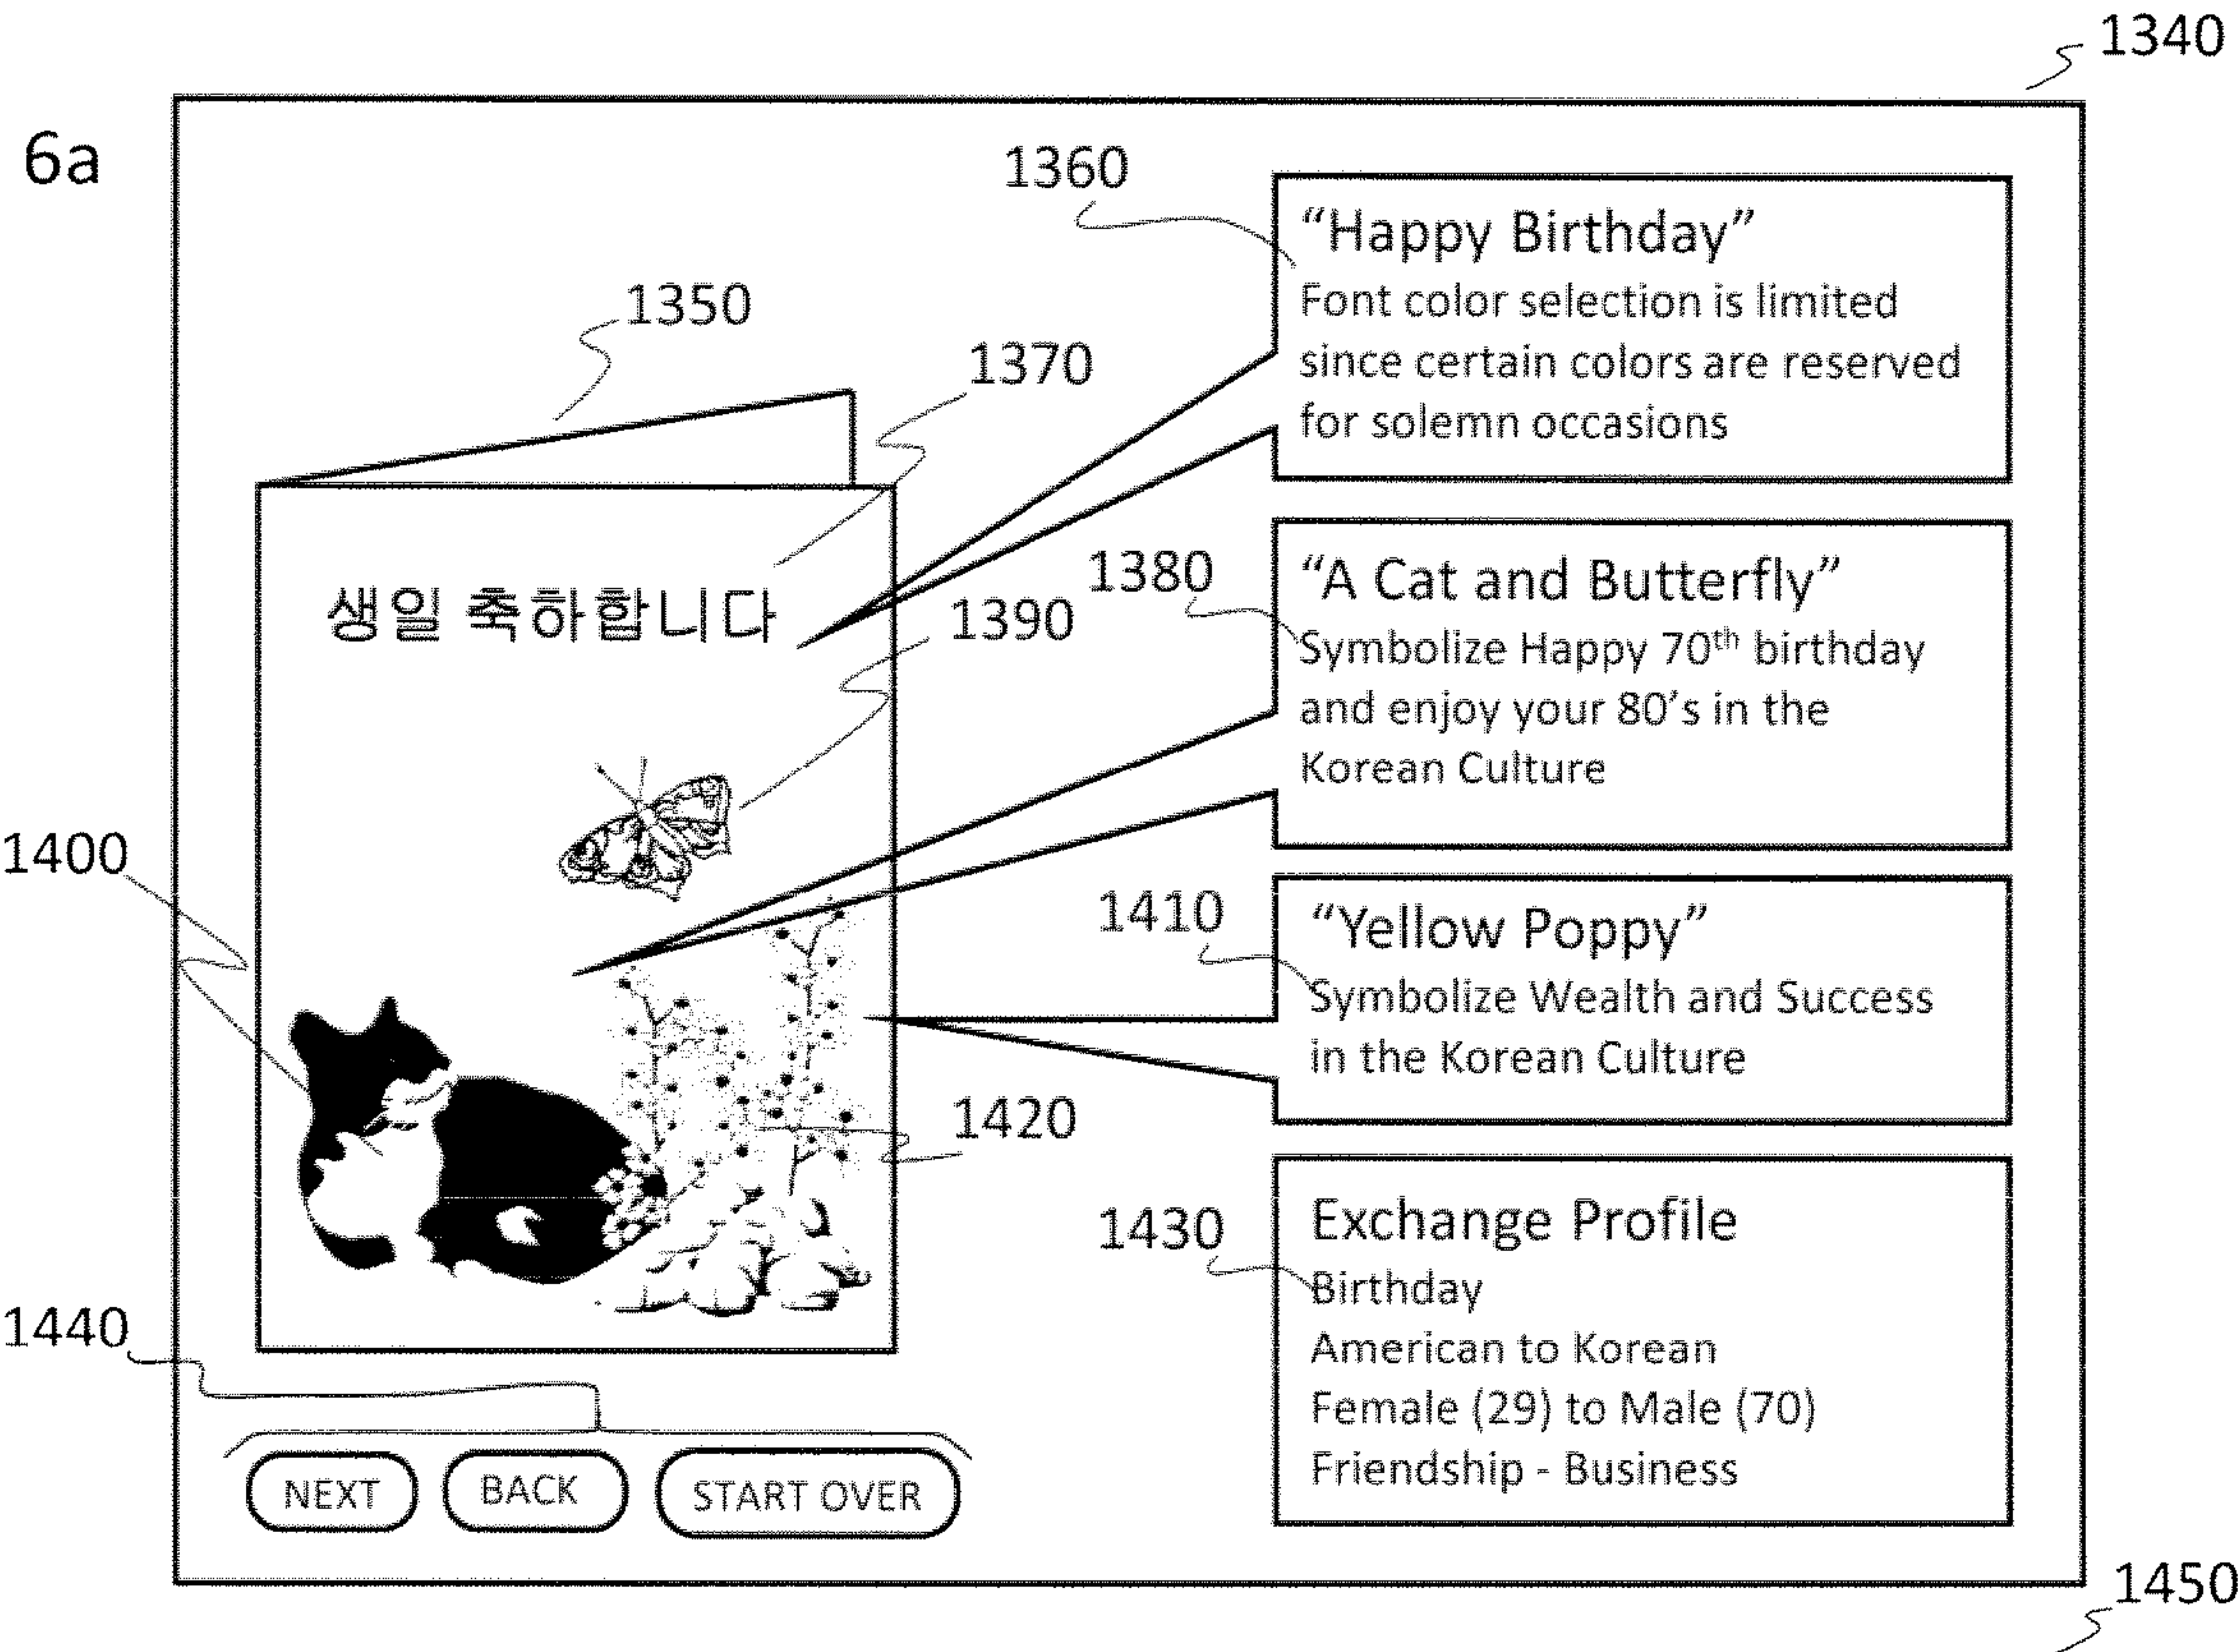 1340
6a
1360
"Happy Birthday"
Font color selection is limited
since certain colors are reserved
for solemn occasions
1350
1370
생일 축하합니다
1380
1390
"A Cat and Butterfly"
Symbolize Happy 70th birthday
and enjoy your 80's in the
Korean Culture
1400
1410
"Yellow Poppy"
Symbolize Wealth and Success
in the Korean Culture
1420
1430
Exchange Profile
Birthday
American to Korean
Female (29) to Male (70)
Friendship - Business
1440
NEXT
BACK
START OVER
1450